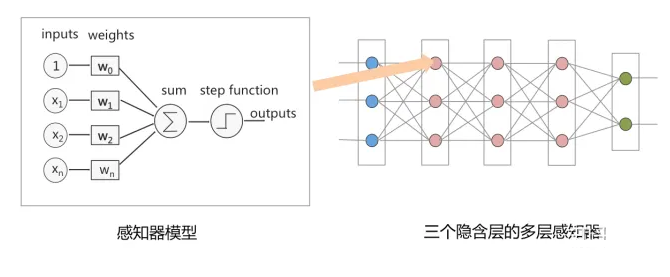 inputs weights
1 w0
x1 w1
x2 w2
xn wn
sum step function
∑ outputs
感知器模型
三个隐含层的多层感知器